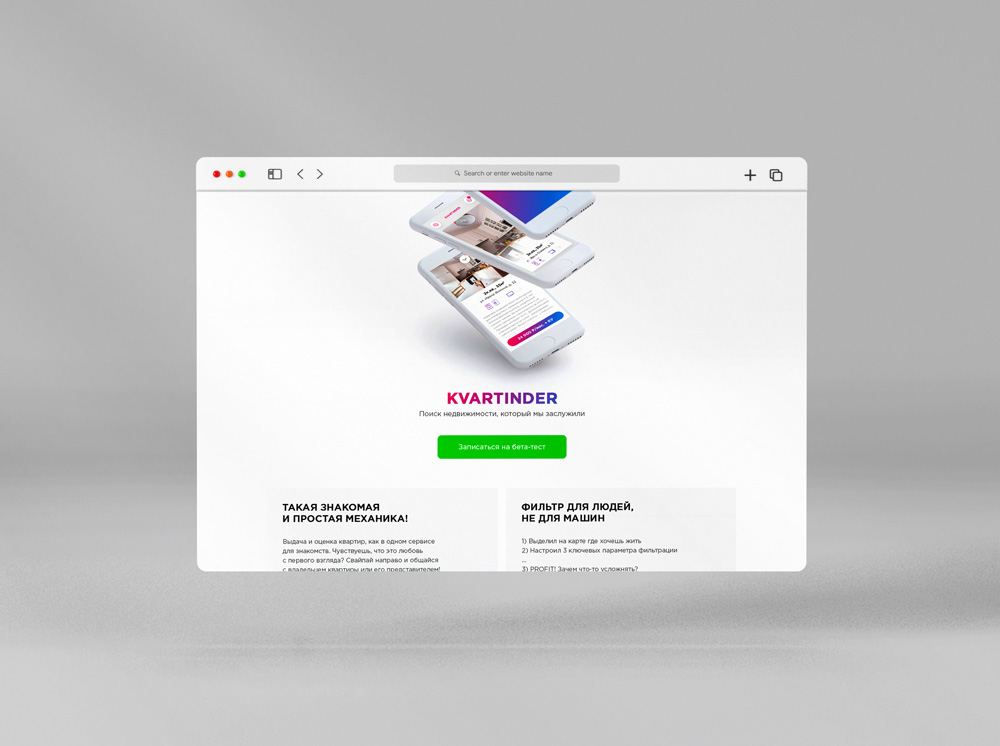 Search or enter website name
KVARTINDER
Поиск недвижимости, который мы заслужили
Записаться на бета-тест
ТАКАЯ ЗНАКОМАЯ
И ПРОСТАЯ МЕХАНИКА!
Выдача и оценка квартир, как в одном сервисе
для знакомств. Чувствуешь, что это любовь
с первого взгляда? Свайпай направо и общайся
с владельцем квартиры или его представителем!
ФИЛЬТР ДЛЯ ЛЮДЕЙ,
НЕ ДЛЯ МАШИН
1) Выделил на карте где хочешь жить
2) Настроил 3 ключевых параметра фильтрации
...
3) PROFIT! Зачем что-то усложнять?